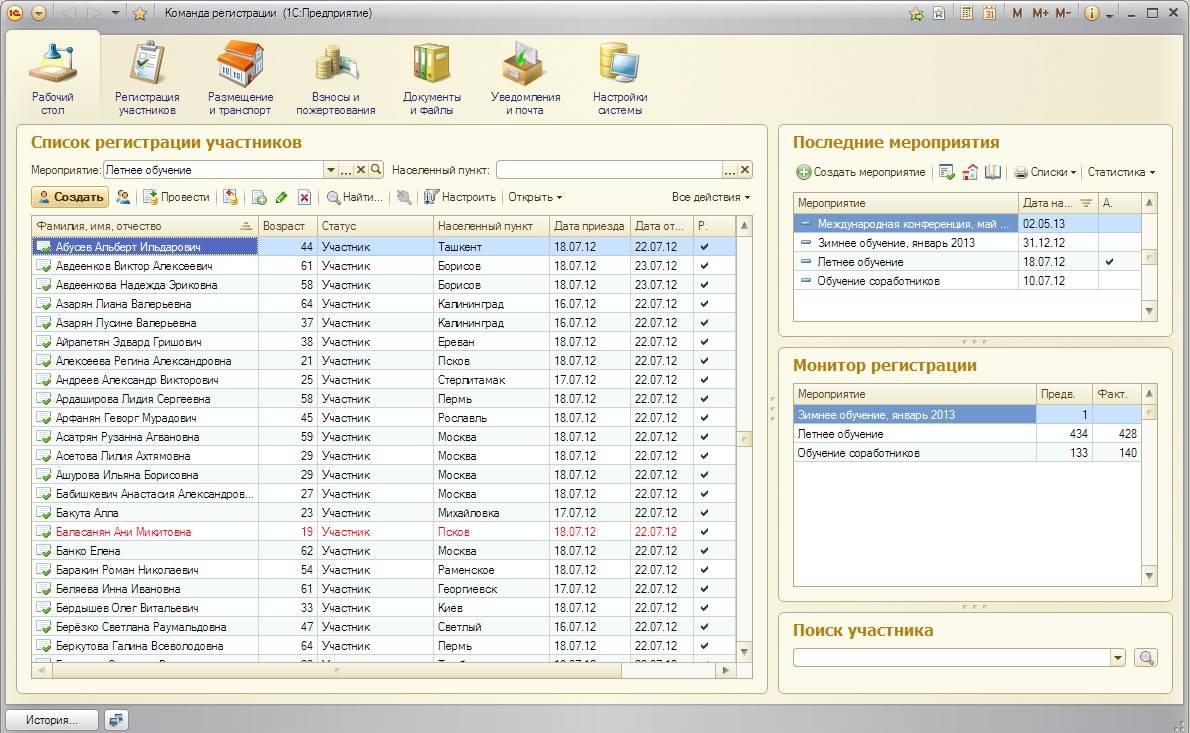 Команда регистрации (1С:Предприятие)
M M+ M-
Рабочий стол
Регистрация участников
Размещение и транспорт
Взносы и пожертвования
Документы и файлы
Уведомления и почта
Настройки системы
Список регистрации участников
Мероприятие: Летнее обучение ... Населенный пункт: ...
Создать Провести Найти... Настроить Открыть Все действия
Фамилия, имя, отчество Возраст Статус Населенный пункт Дата приезда Дата от... Р.
Абусев Альберт Ильдарович 44 Участник Ташкент 18.07.12 22.07.12
Авдеенков Виктор Алексеевич 61 Участник Борисов 18.07.12 23.07.12
Авдеенкова Надежда Эриковна 58 Участник Борисов 18.07.12 23.07.12
Азарян Лиана Валерьевна 64 Участник Калининград 16.07.12 22.07.12
Азарян Лусине Валерьевна 37 Участник Калининград 16.07.12 22.07.12
Айрапетян Эдвард Гришович 38 Участник Ереван 18.07.12 22.07.12
Алексеева Регина Александровна 21 Участник Псков 18.07.12 22.07.12
Андреев Александр Викторович 25 Участник Стерлитамак 17.07.12 22.07.12
Ардаширова Лидия Сергеевна 58 Участник Пермь 18.07.12 22.07.12
Арфанян Геворг Мурадович 45 Участник Рославль 18.07.12 22.07.12
Асатрян Рузанна Агвановна 59 Участник Москва 18.07.12 22.07.12
Асетова Лилия Ахтямовна 29 Участник Москва 18.07.12 22.07.12
Ашурова Ильяна Борисовна 24 Участник Москва 18.07.12 22.07.12
Бабишкевич Анастасия Александров... 27 Участник Москва 18.07.12 22.07.12
Бакута Алла 23 Участник Михайловка 17.07.12 22.07.12
Баласанян Ани Микитовна 19 Участник Псков 18.07.12 22.07.12
Банко Елена 62 Участник Москва 18.07.12 22.07.12
Баракин Роман Николаевич 54 Участник Раменское 18.07.12 22.07.12
Беляева Инна Ивановна 61 Участник Георгиевск 17.07.12 22.07.12
Бердышев Олег Витальевич 33 Участник Киев 18.07.12 22.07.12
Берёзко Светлана Раумальдовна 47 Участник Светлый 16.07.12 22.07.12
Беркутова Галина Всеволодовна 64 Участник Пермь 18.07.12 22.07.12
Последние мероприятия
Создать мероприятие Списки Статистика
Мероприятие Дата на... А.
Международная конференция, май ... 02.05.13
Зимнее обучение, январь 2013 31.12.12
Летнее обучение 18.07.12
Обучение соработников 10.07.12
Монитор регистрации
Мероприятие Предв. Факт.
Зимнее обучение, январь 2013 1
Летнее обучение 434 428
Обучение соработников 133 140
Поиск участника
История...